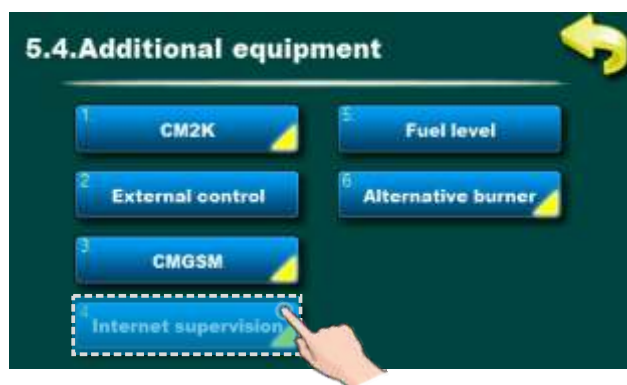 5.4.Additional equipment
1
CM2K
2
External control
3
CMGSM
4
Internet supervision
5
Fuel level
6
Alternative burner